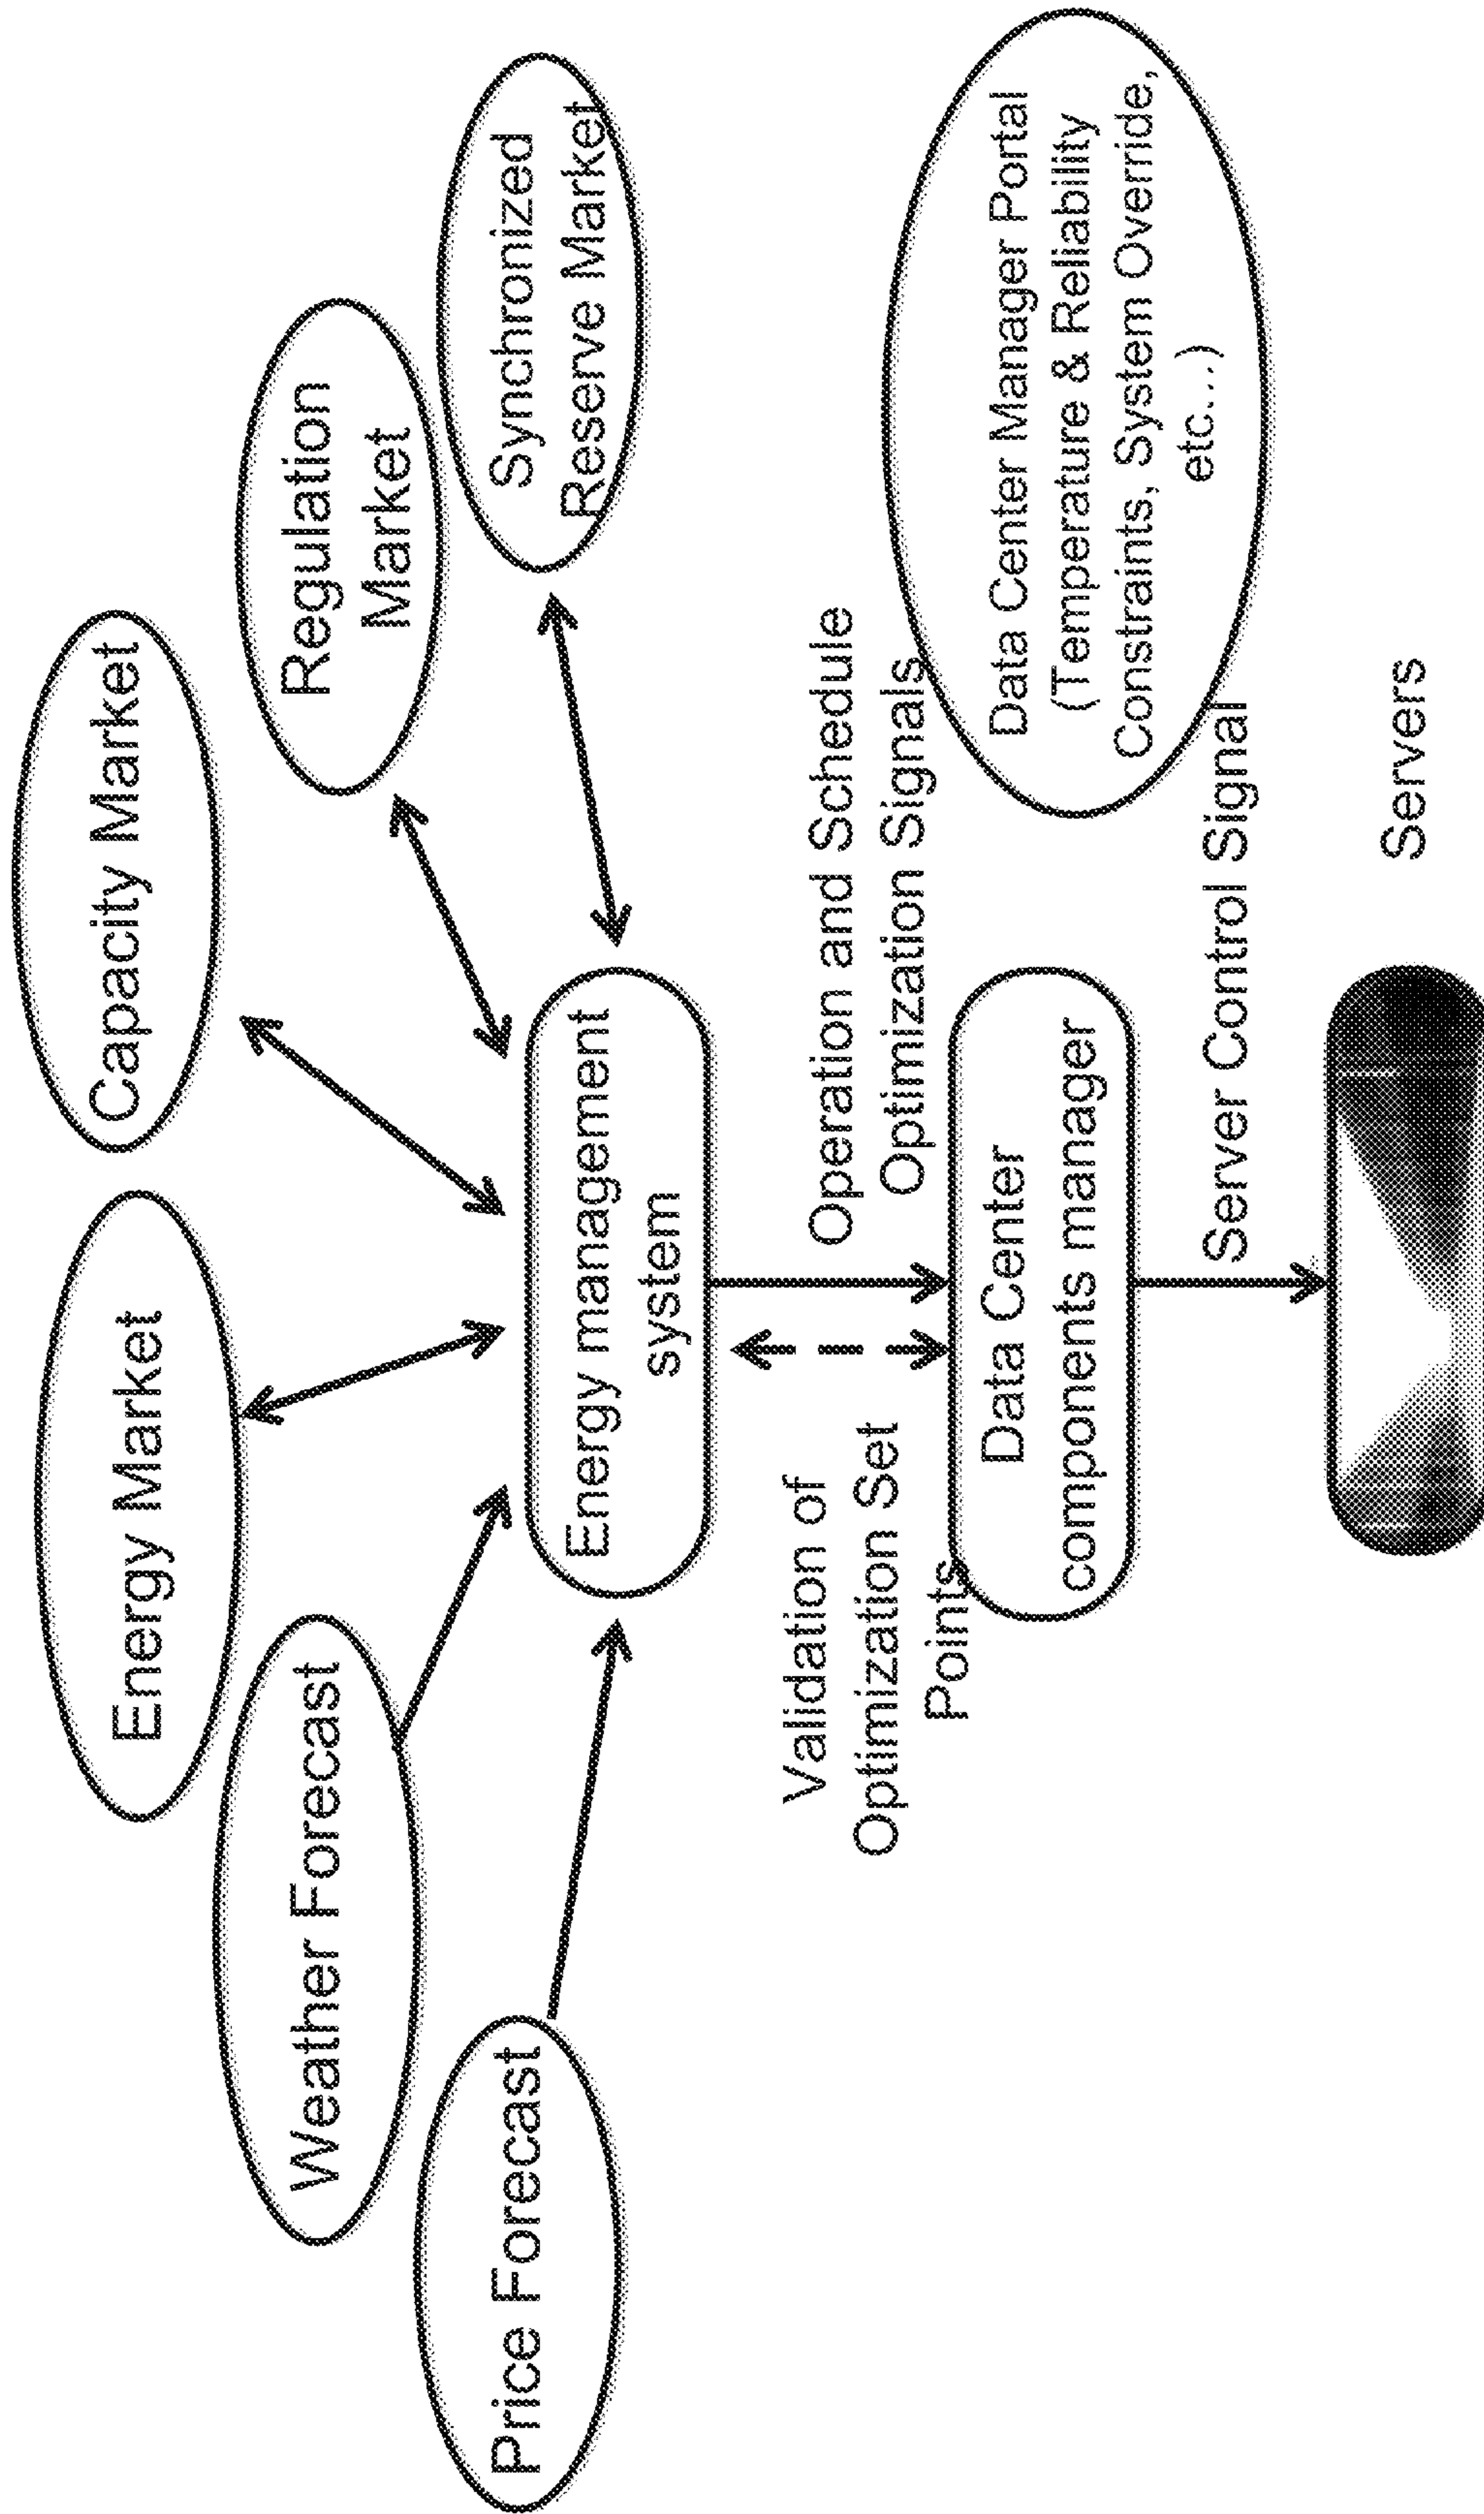 Energy Market
Capacity Market
Weather Forecast
Regulation
Market
Price Forecast
Synchronized
Reserve Market
Energy management
system
Validation of
Optimization Set
Points
Operation and Schedule
Optimization Signals
Data Center
components manager
Data Center Manager Portal
(Temperature & Reliability
Constraints, System Override,
etc...)
Server Control Signal
Servers